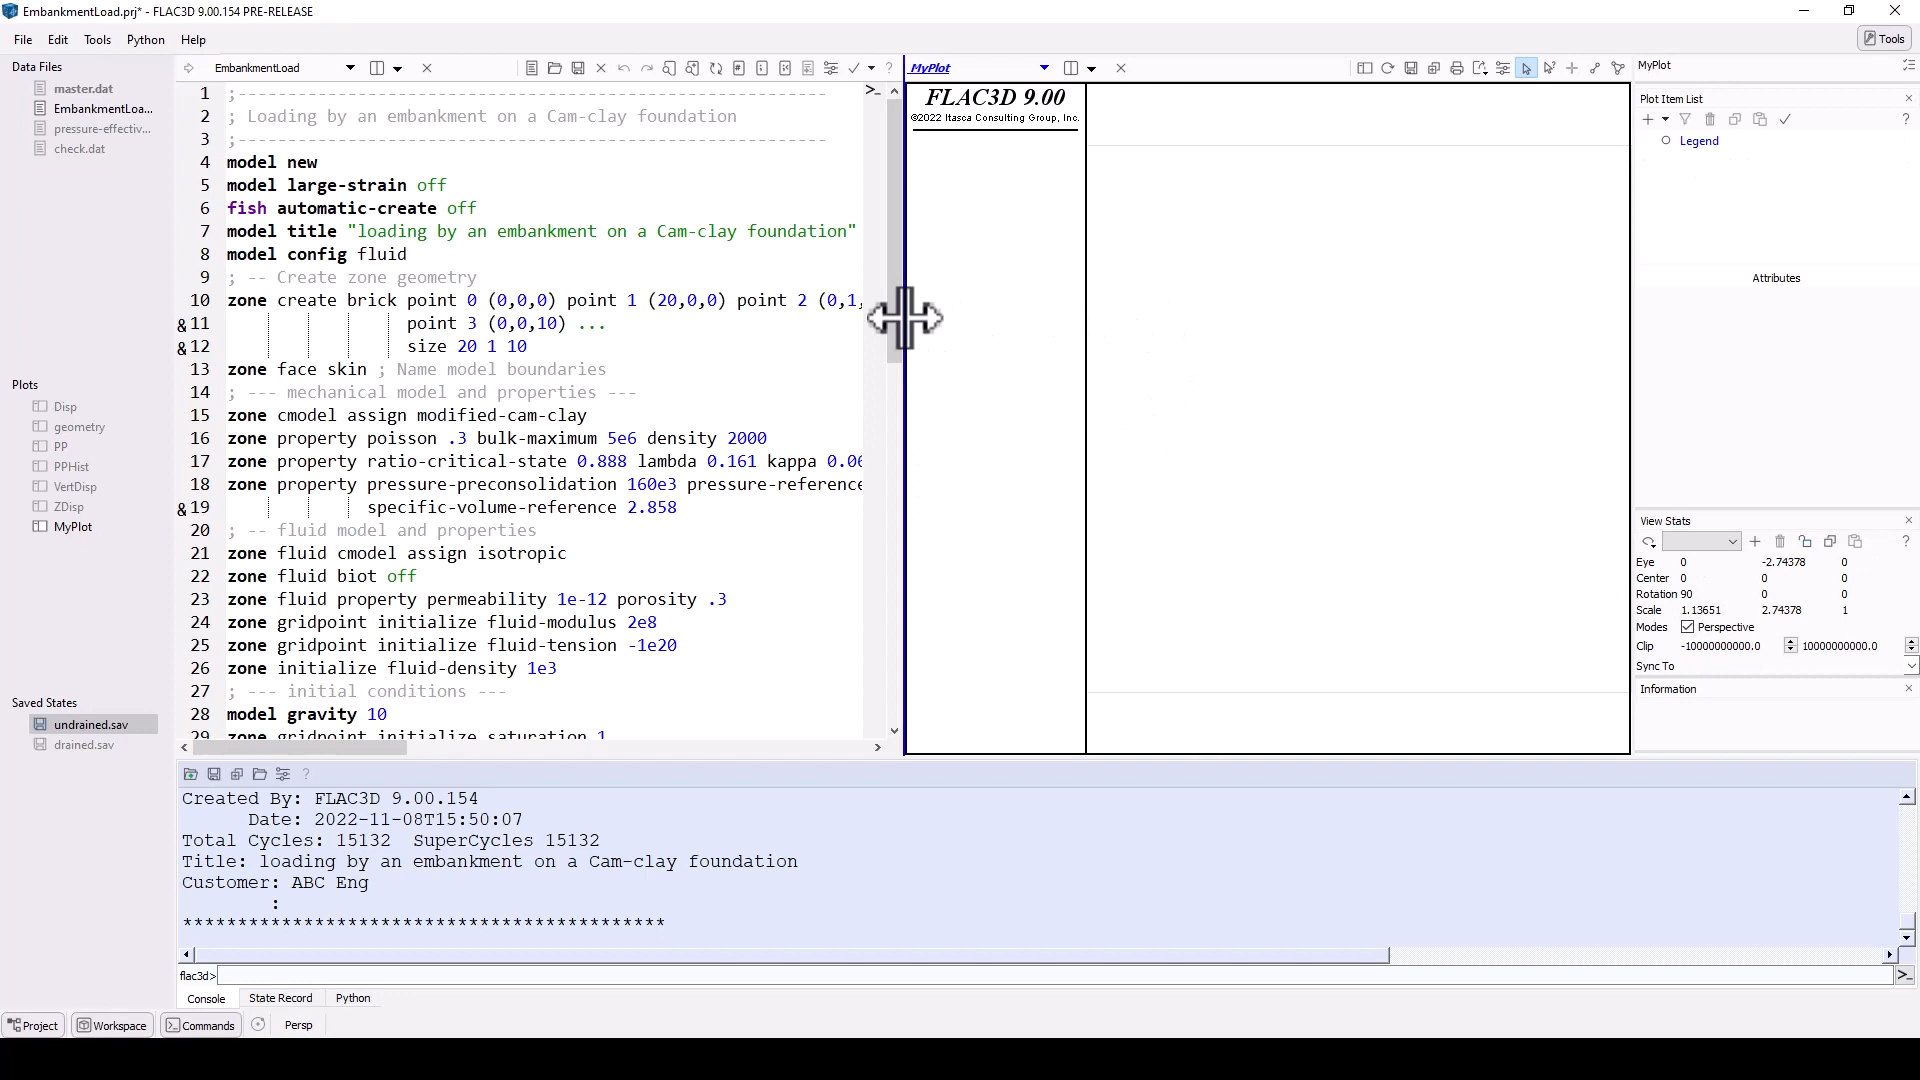 EmbankmentLoad.prj* - FLAC3D 9.00.154 PRE-RELEASE
File Edit Tools Python Help
Tools
Data Files
master.dat
EmbankmentLoa...
pressure-effectiv...
check.dat
Plots
Disp
geometry
PP
PPHist
VertDisp
ZDisp
MyPlot
Saved States
undrained.sav
drained.sav
EmbankmentLoad
1 ;-----------------------------------------------------------
2 ; Loading by an embankment on a Cam-clay foundation
3 ;-----------------------------------------------------------
4 model new
5 model large-strain off
6 fish automatic-create off
7 model title "loading by an embankment on a Cam-clay foundation"
8 model config fluid
9 ; -- Create zone geometry
10 zone create brick point 0 (0,0,0) point 1 (20,0,0) point 2 (0,1,
&11 point 3 (0,0,10) ...
&12 size 20 1 10
13 zone face skin ; Name model boundaries
14 ; --- mechanical model and properties ---
15 zone cmodel assign modified-cam-clay
16 zone property poisson .3 bulk-maximum 5e6 density 2000
17 zone property ratio-critical-state 0.888 lambda 0.161 kappa 0.06
18 zone property pressure-preconsolidation 160e3 pressure-reference
&19 specific-volume-reference 2.858
20 ; -- fluid model and properties
21 zone fluid cmodel assign isotropic
22 zone fluid biot off
23 zone fluid property permeability 1e-12 porosity .3
24 zone gridpoint initialize fluid-modulus 2e8
25 zone gridpoint initialize fluid-tension -1e20
26 zone initialize fluid-density 1e3
27 ; --- initial conditions ---
28 model gravity 10
29 zone gridpoint initialize saturation 1
MyPlot
FLAC3D 9.00
©2022 Itasca Consulting Group, Inc.
MyPlot
Plot Item List
Legend
Attributes
View Stats
Eye 0 -2.74378 0
Center 0 0 0
Rotation 90 0 0
Scale 1.13651 2.74378 1
Modes Perspective
Clip -10000000000.0 10000000000.0
Sync To
Information
Created By: FLAC3D 9.00.154
Date: 2022-11-08T15:50:07
Total Cycles: 15132 SuperCycles 15132
Title: loading by an embankment on a Cam-clay foundation
Customer: ABC Eng
:
********************************************
flac3d>
Console State Record Python
Project Workspace Commands Persp